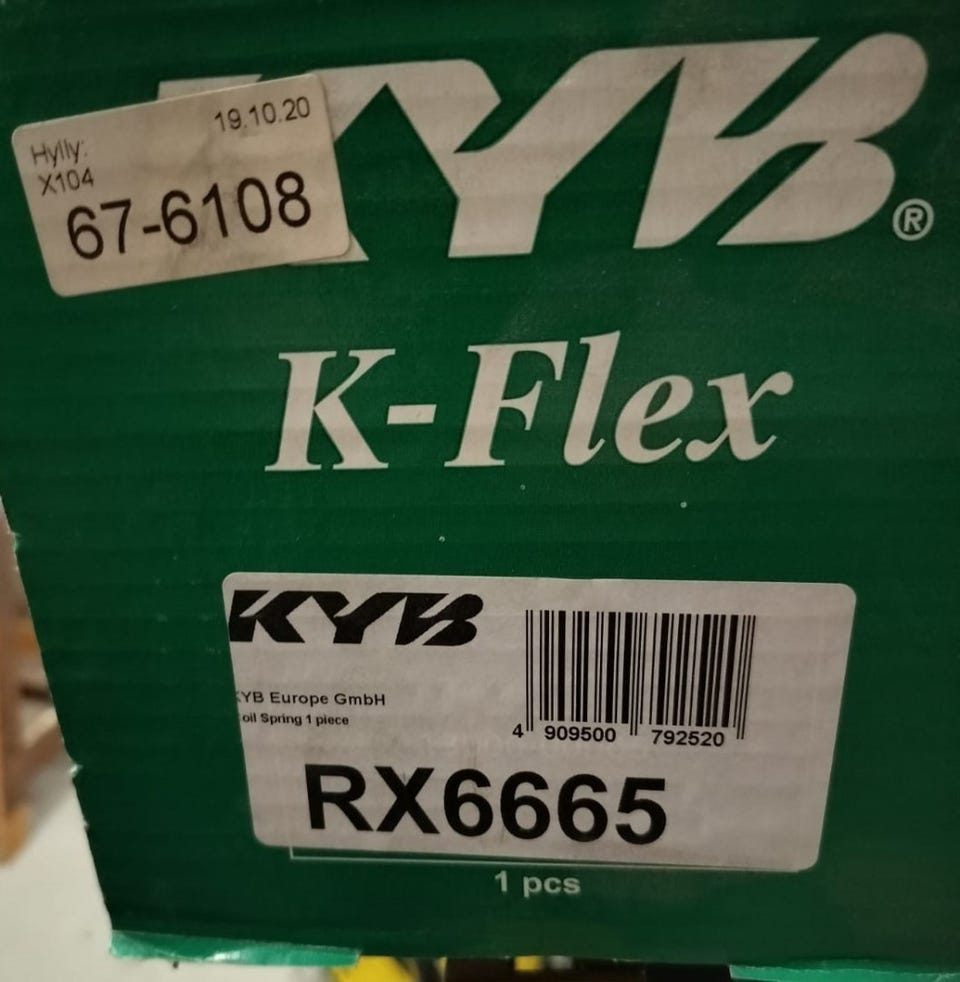 KYB®
19.10.20
Hylly:
X104
67-6108
K-Flex
KYB
KYB Europe GmbH
oil Spring 1 piece
4 909500 792520
RX6665
1 pcs